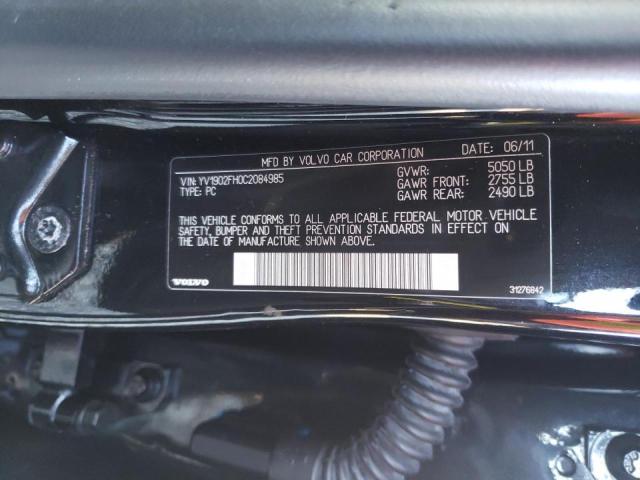 MFD BY VOLVO CAR CORPORATION DATE: 06/11
VIN: YV1902FH0C2084985
TYPE: PC
GVWR: 5050 LB
GAWR FRONT: 2755 LB
GAWR REAR: 2490 LB
THIS VEHICLE CONFORMS TO ALL APPLICABLE FEDERAL MOTOR VEHICLE
SAFETY, BUMPER AND THEFT PREVENTION STANDARDS IN EFFECT ON
THE DATE OF MANUFACTURE SHOWN ABOVE.
VOLVO
31276842